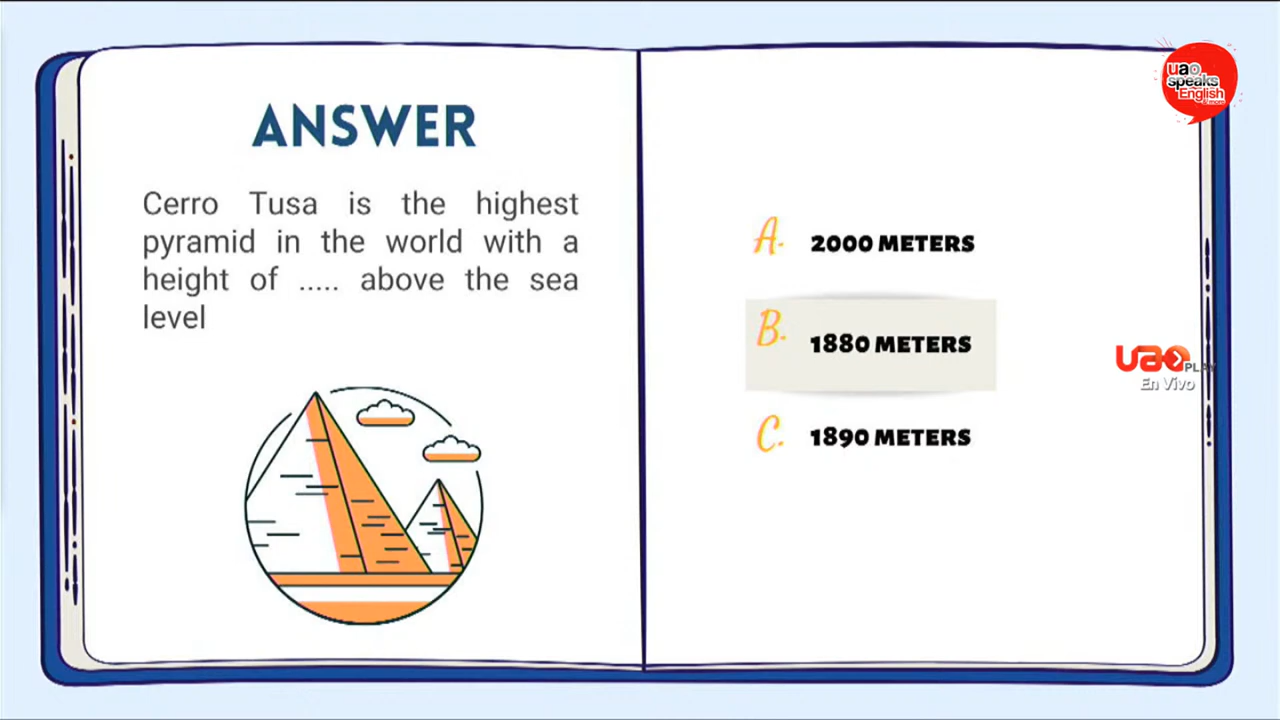 ANSWER
Cerro Tusa is the highest
pyramid in the world with a
height of ..... above the sea
level
A. 2000 METERS
B. 1880 METERS
C. 1890 METERS
uao
speaks
English
& more
uao PLAY
En Vivo